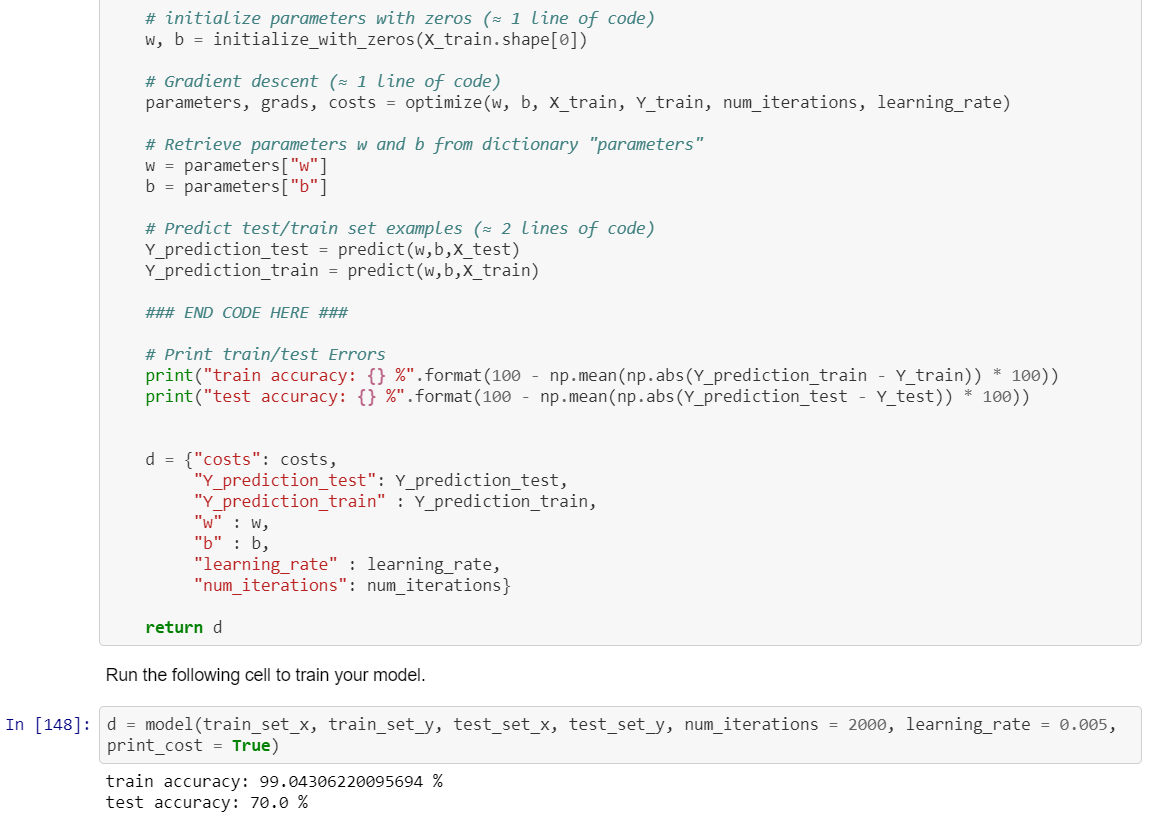 # initialize parameters with zeros (≈ 1 line of code)
w, b = initialize_with_zeros(X_train.shape[0])
# Gradient descent (≈ 1 line of code)
parameters, grads, costs = optimize(w, b, X_train, Y_train, num_iterations, learning_rate)
# Retrieve parameters w and b from dictionary "parameters"
w = parameters["w"]
b = parameters["b"]
# Predict test/train set examples (≈ 2 lines of code)
Y_prediction_test = predict(w,b,X_test)
Y_prediction_train = predict(w,b,X_train)
### END CODE HERE ###
# Print train/test Errors
print("train accuracy: {} %".format(100 - np.mean(np.abs(Y_prediction_train - Y_train)) * 100))
print("test accuracy: {} %".format(100 - np.mean(np.abs(Y_prediction_test - Y_test)) * 100))
d = {"costs": costs,
"Y_prediction_test": Y_prediction_test,
"Y_prediction_train" : Y_prediction_train,
"w" : w,
"b" : b,
"learning_rate" : learning_rate,
"num_iterations": num_iterations}
return d
Run the following cell to train your model.
In [148]: d = model(train_set_x, train_set_y, test_set_x, test_set_y, num_iterations = 2000, learning_rate = 0.005,
print_cost = True)
train accuracy: 99.04306220095694 %
test accuracy: 70.0 %